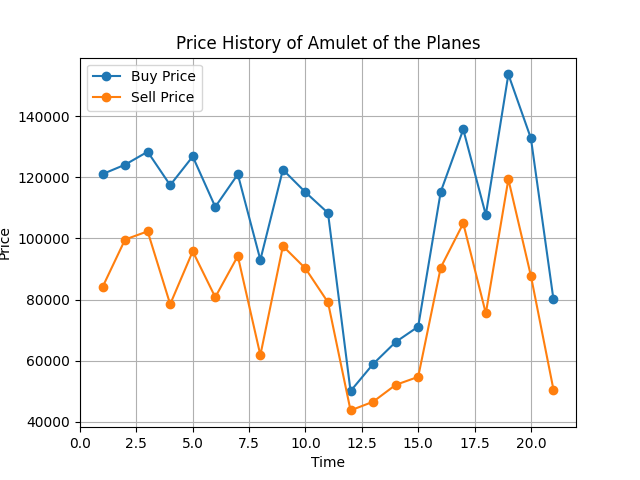 Price History of Amulet of the Planes
Buy Price
Sell Price
140000
120000
100000
80000
60000
40000
Price
0.0 2.5 5.0 7.5 10.0 12.5 15.0 17.5 20.0
Time